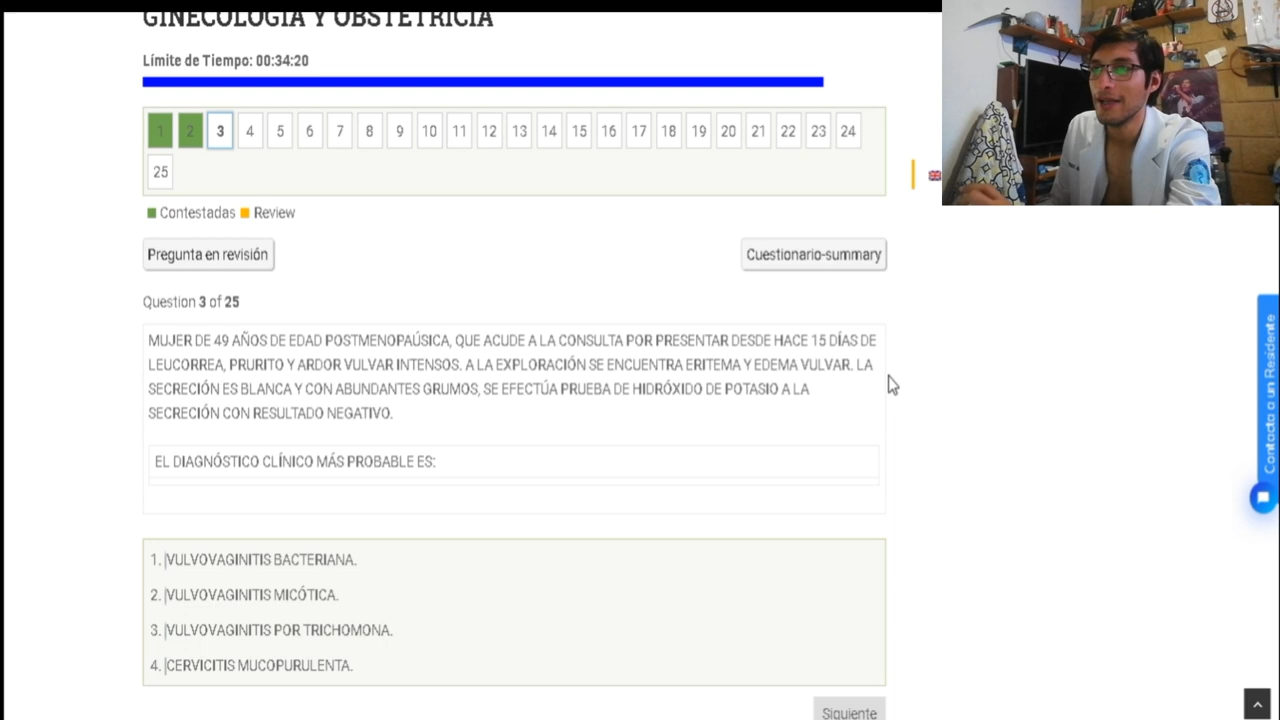 GINECOLOGÍA Y OBSTETRICIA
Límite de Tiempo: 00:34:20
1 2 3 4 5 6 7 8 9 10 11 12 13 14 15 16 17 18 19 20 21 22 23 24
25
Contestadas Review
Pregunta en revisión Cuestionario-summary
Question 3 of 25
MUJER DE 49 AÑOS DE EDAD POSTMENOPAÚSICA, QUE ACUDE A LA CONSULTA POR PRESENTAR DESDE HACE 15 DÍAS DE
LEUCORREA, PRURITO Y ARDOR VULVAR INTENSOS. A LA EXPLORACIÓN SE ENCUENTRA ERITEMA Y EDEMA VULVAR. LA
SECRECIÓN ES BLANCA Y CON ABUNDANTES GRUMOS, SE EFECTÚA PRUEBA DE HIDRÓXIDO DE POTASIO A LA
SECRECIÓN CON RESULTADO NEGATIVO.
EL DIAGNÓSTICO CLÍNICO MÁS PROBABLE ES:
1. VULVOVAGINITIS BACTERIANA.
2. VULVOVAGINITIS MICÓTICA.
3. VULVOVAGINITIS POR TRICHOMONA.
4. CERVICITIS MUCOPURULENTA.
Siguiente
Contacta a un Residente